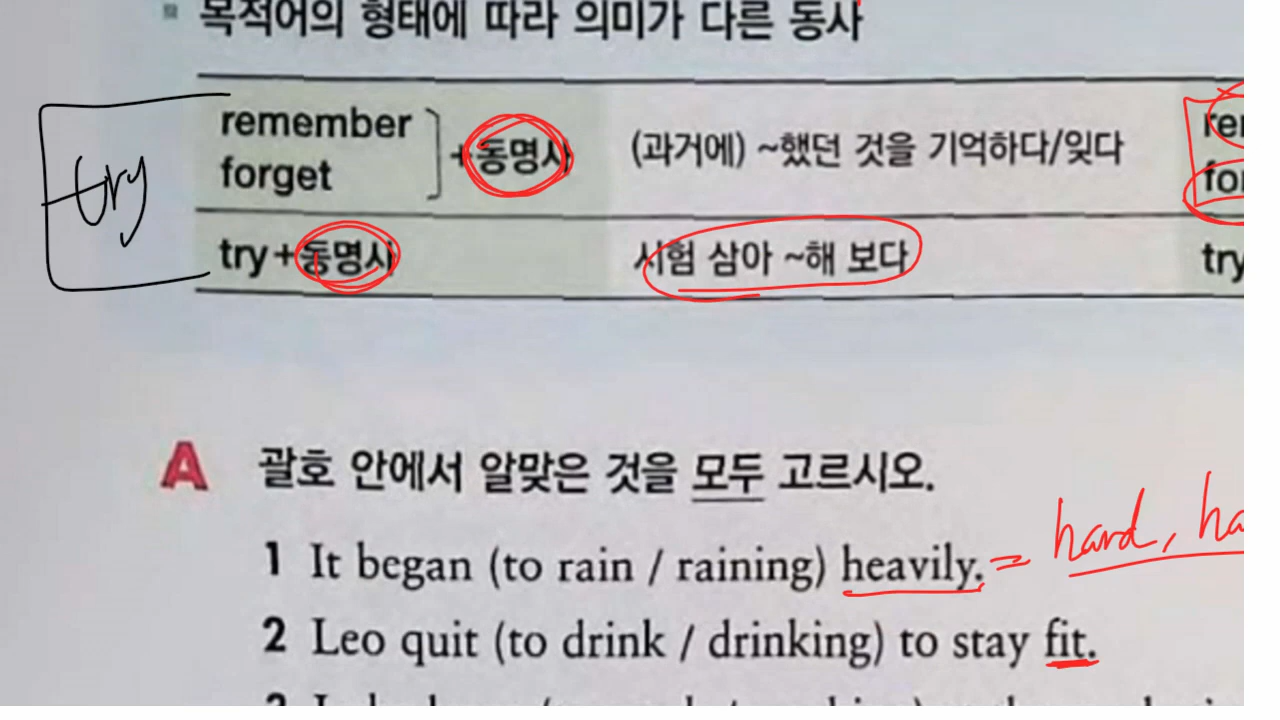 목적어의 형태에 따라 의미가 다른 동사
try
remember
forget
+동명사
(과거에) ~했던 것을 기억하다/잊다
try+동명사
시험 삼아 ~해 보다
try
A 괄호 안에서 알맞은 것을 모두 고르시오.
1 It began (to rain / raining) heavily. = hard,
2 Leo quit (to drink / drinking) to stay fit.